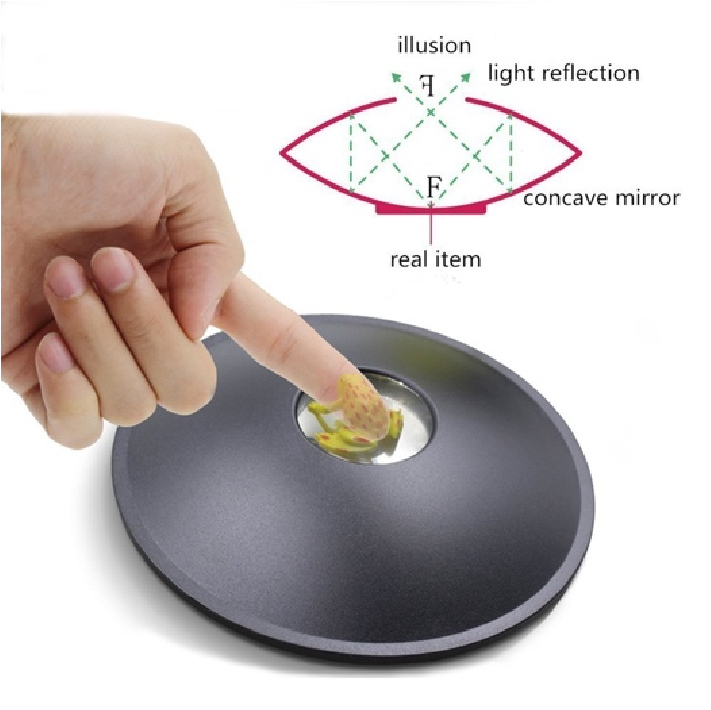 illusion
light reflection
F
F
concave mirror
real item